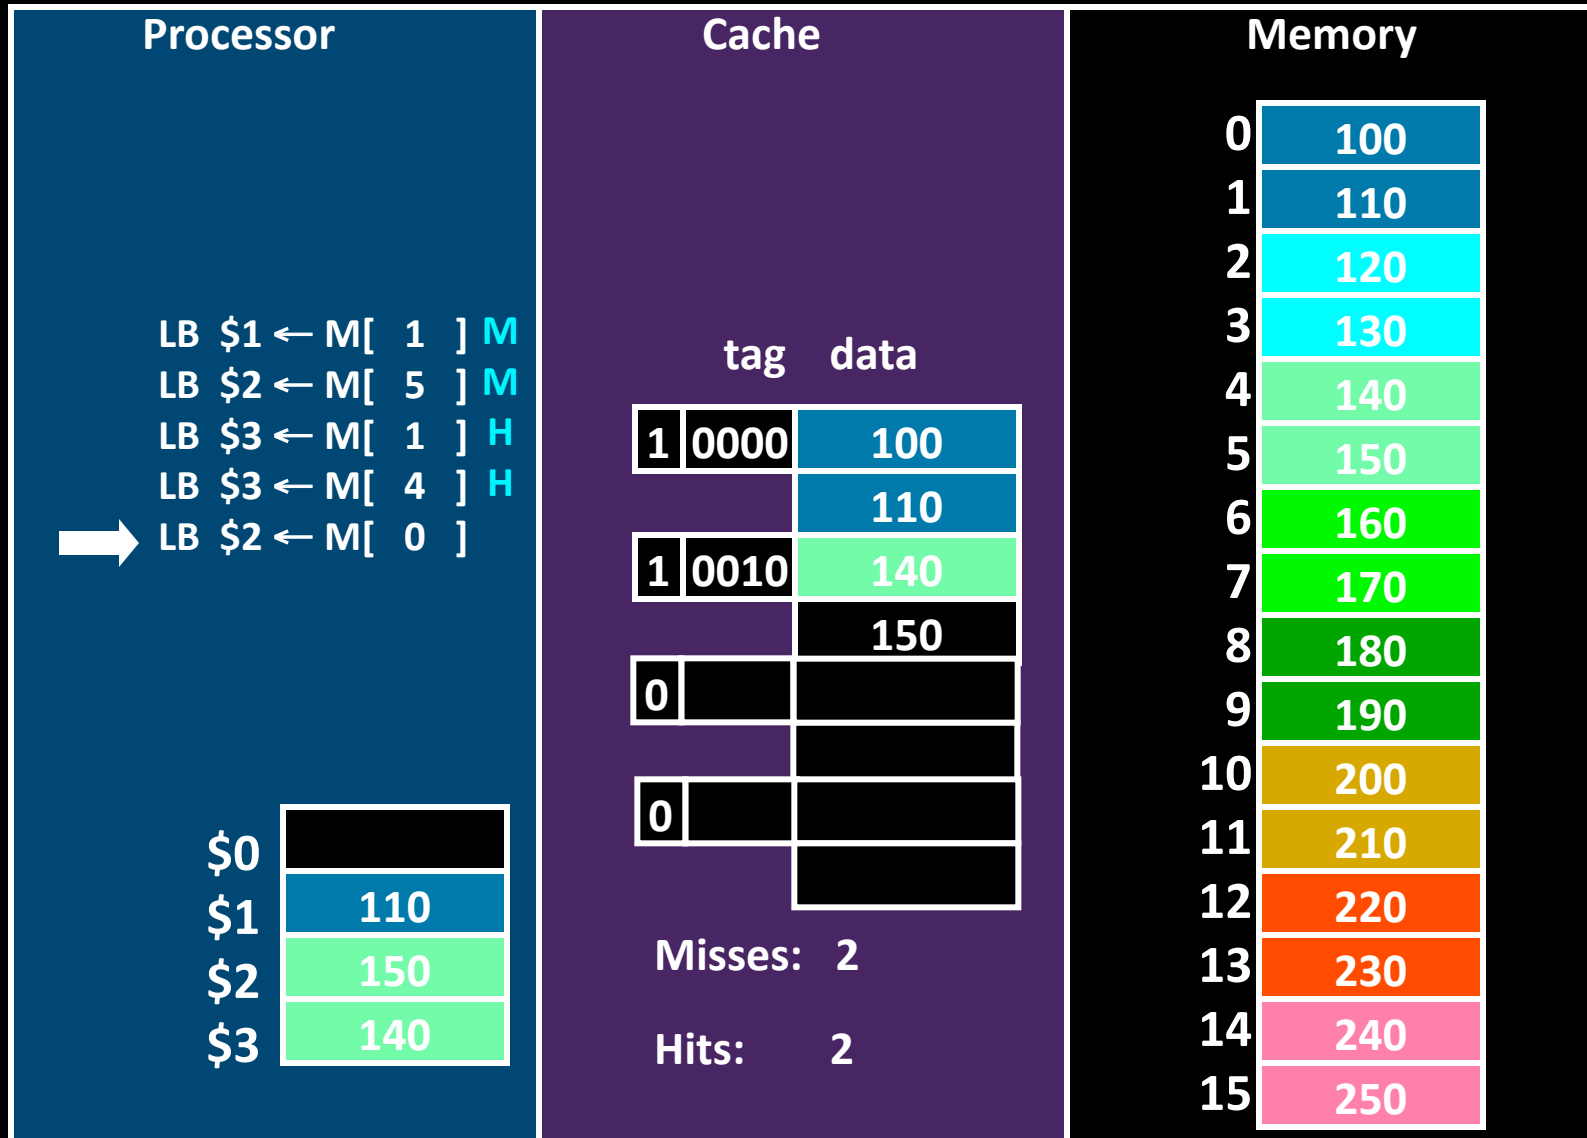 Processor
LB $1 ← M[ 1 ] M
LB $2 ← M[ 5 ] M
LB $3 ← M[ 1 ] H
LB $3 ← M[ 4 ] H
LB $2 ← M[ 0 ]
$0
$1 110
$2 150
$3 140
Cache
tag data
1 0000 100
110
1 0010 140
150
0
0
Misses: 2
Hits: 2
Memory
0 100
1 110
2 120
3 130
4 140
5 150
6 160
7 170
8 180
9 190
10 200
11 210
12 220
13 230
14 240
15 250